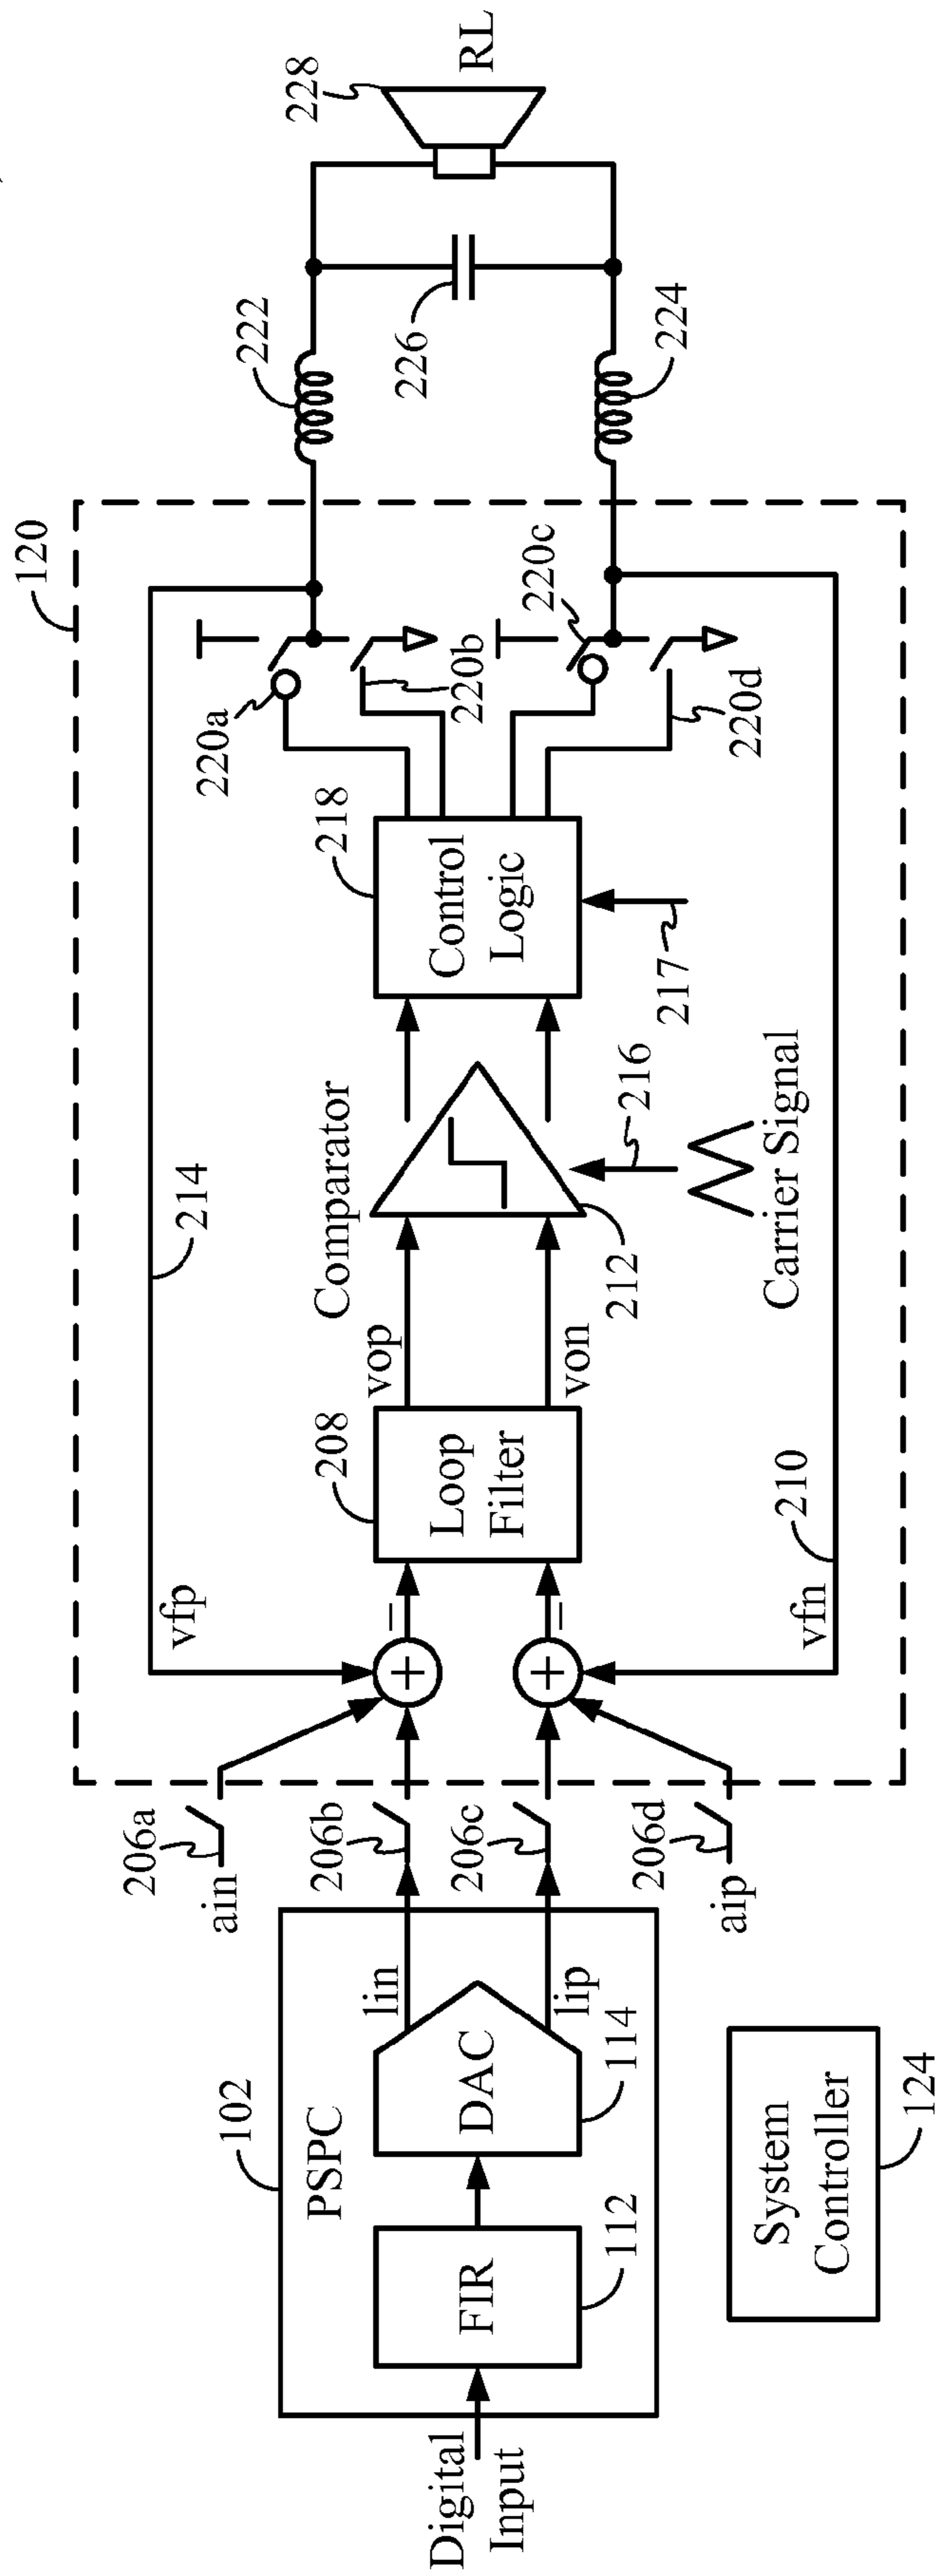 120
214
vfp
222
228
RL
220a
220b
226
Comparator
218
208
vop
Control
Logic
Loop
Filter
von
212
216
217
220c
220d
224
Carrier Signal
210
vfn
+
−
+
−
206a
ain
206b
206c
206d
aip
102
PSPC
lin
lip
DAC
114
FIR
112
Digital
Input
System
Controller
124